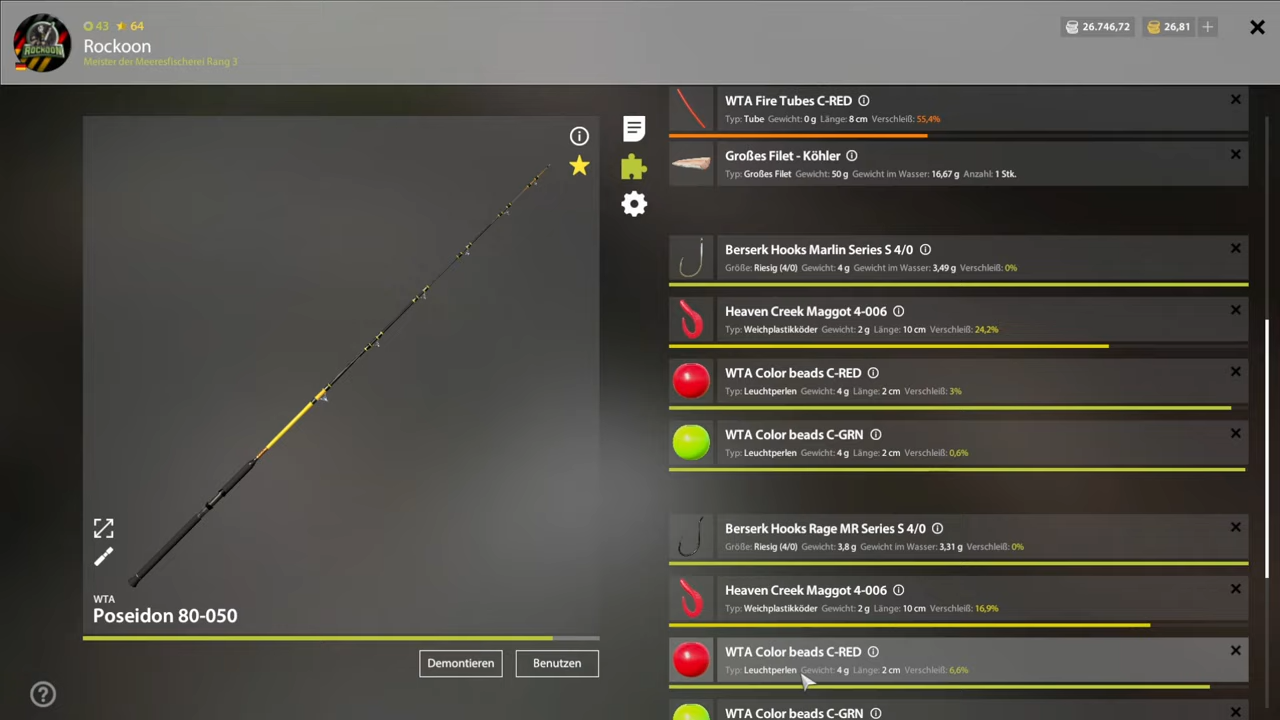 43 64
Rockoon
Meister der Meeresfischerei Rang 3
26.746,72
26,81
ROCKOON
WTA
Poseidon 80-050
Demontieren
Benutzen
WTA Fire Tubes C-RED
Typ: Tube Gewicht: 0 g Länge: 8 cm Verschleiß: 55,4%
Großes Filet - Köhler
Typ: Großes Filet Gewicht: 50 g Gewicht im Wasser: 16,67 g Anzahl: 1 Stk.
Berserk Hooks Marlin Series S 4/0
Größe: Riesig (4/0) Gewicht: 4 g Gewicht im Wasser: 3,49 g Verschleiß: 0%
Heaven Creek Maggot 4-006
Typ: Weichplastikköder Gewicht: 2 g Länge: 10 cm Verschleiß: 24,2%
WTA Color beads C-RED
Typ: Leuchtperlen Gewicht: 4 g Länge: 2 cm Verschleiß: 3%
WTA Color beads C-GRN
Typ: Leuchtperlen Gewicht: 4 g Länge: 2 cm Verschleiß: 0,6%
Berserk Hooks Rage MR Series S 4/0
Größe: Riesig (4/0) Gewicht: 3,8 g Gewicht im Wasser: 3,31 g Verschleiß: 0%
Heaven Creek Maggot 4-006
Typ: Weichplastikköder Gewicht: 2 g Länge: 10 cm Verschleiß: 16,9%
WTA Color beads C-RED
Typ: Leuchtperlen Gewicht: 4 g Länge: 2 cm Verschleiß: 6,6%
WTA Color beads C-GRN